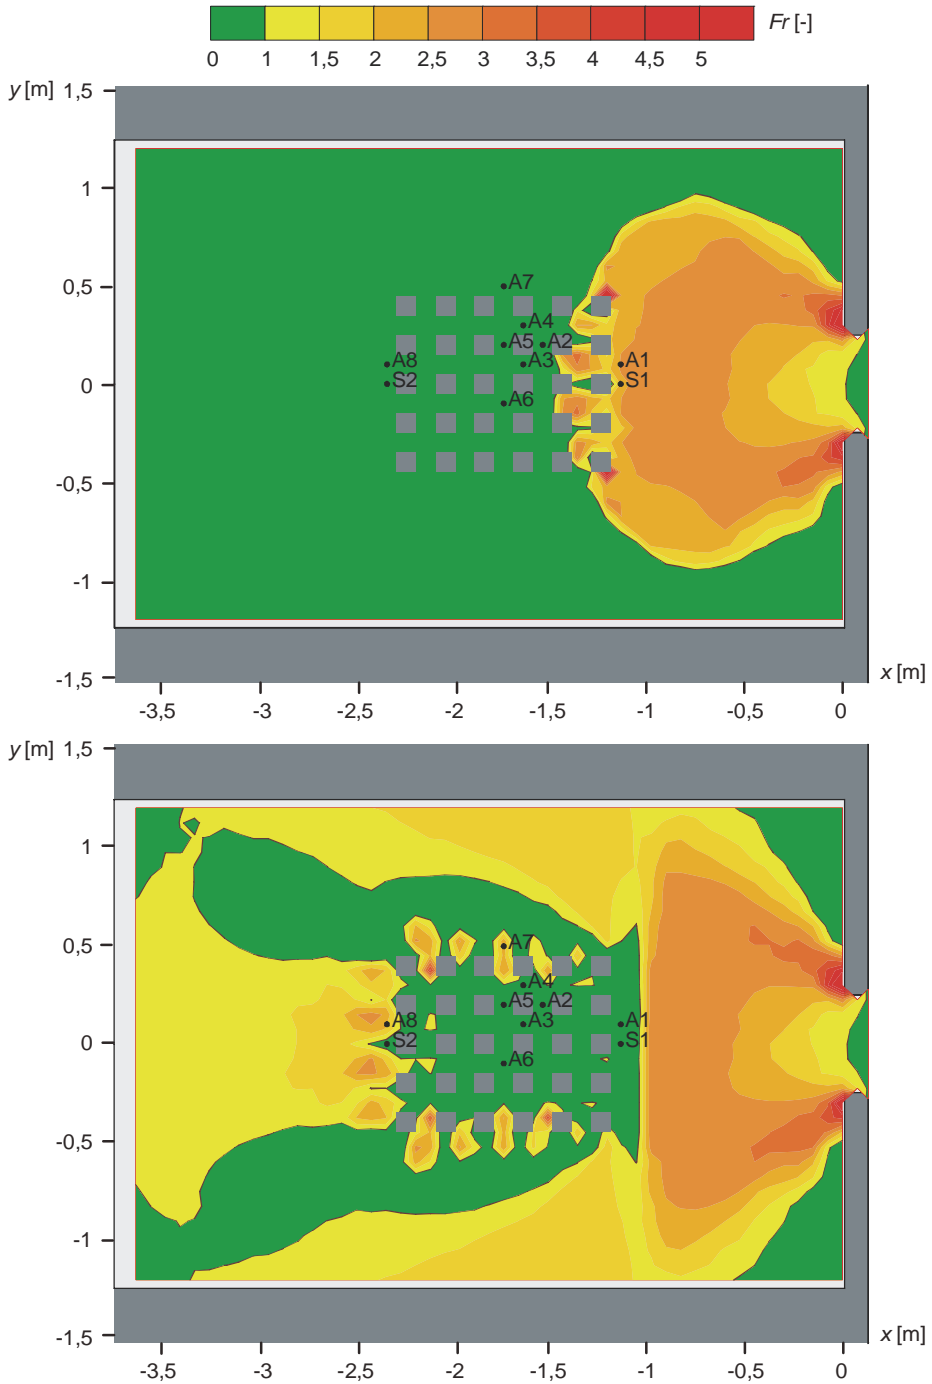 Fr [-]
0 1 1,5 2 2,5 3 3,5 4 4,5 5
y [m] 1,5
1
0,5
0
-0,5
-1
-1,5
A7
A4
A5 A2
A8 A3 A1
S2 S1
A6
x [m]
-3,5 -3 -2,5 -2 -1,5 -1 -0,5 0
y [m] 1,5
1
0,5
0
-0,5
-1
-1,5
A7
A4
A5 A2
A8 A3 A1
S2 S1
A6
x [m]
-3,5 -3 -2,5 -2 -1,5 -1 -0,5 0